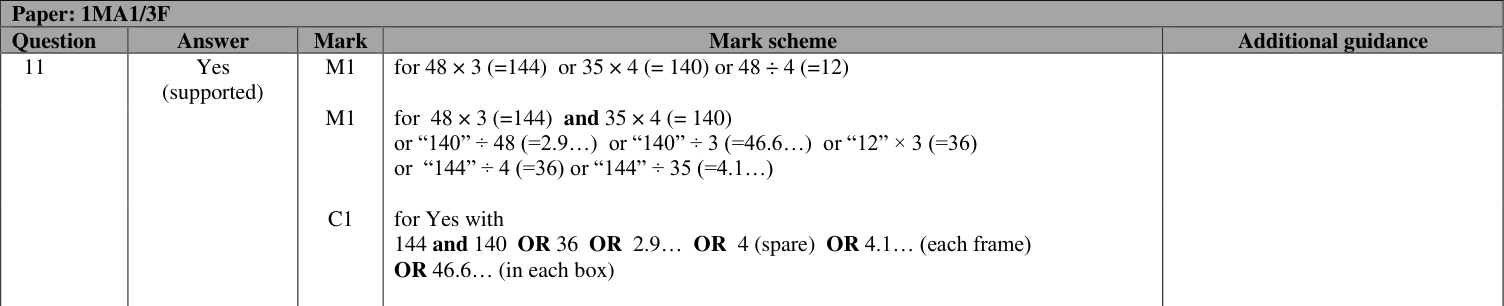 Paper: 1MA1/3F
Question Answer Mark Mark scheme Additional guidance
11 Yes M1 for 48 × 3 (=144)  or 35 × 4 (= 140) or 48 ÷ 4 (=12)
(supported)
M1 for  48 × 3 (=144)  and 35 × 4 (= 140)
or “140” ÷ 48 (=2.9…)  or “140” ÷ 3 (=46.6…)  or “12” × 3 (=36)
or  “144” ÷ 4 (=36) or “144” ÷ 35 (=4.1…)
C1 for Yes with
144 and 140  OR 36  OR  2.9…  OR  4 (spare)  OR 4.1… (each frame)
OR 46.6… (in each box)